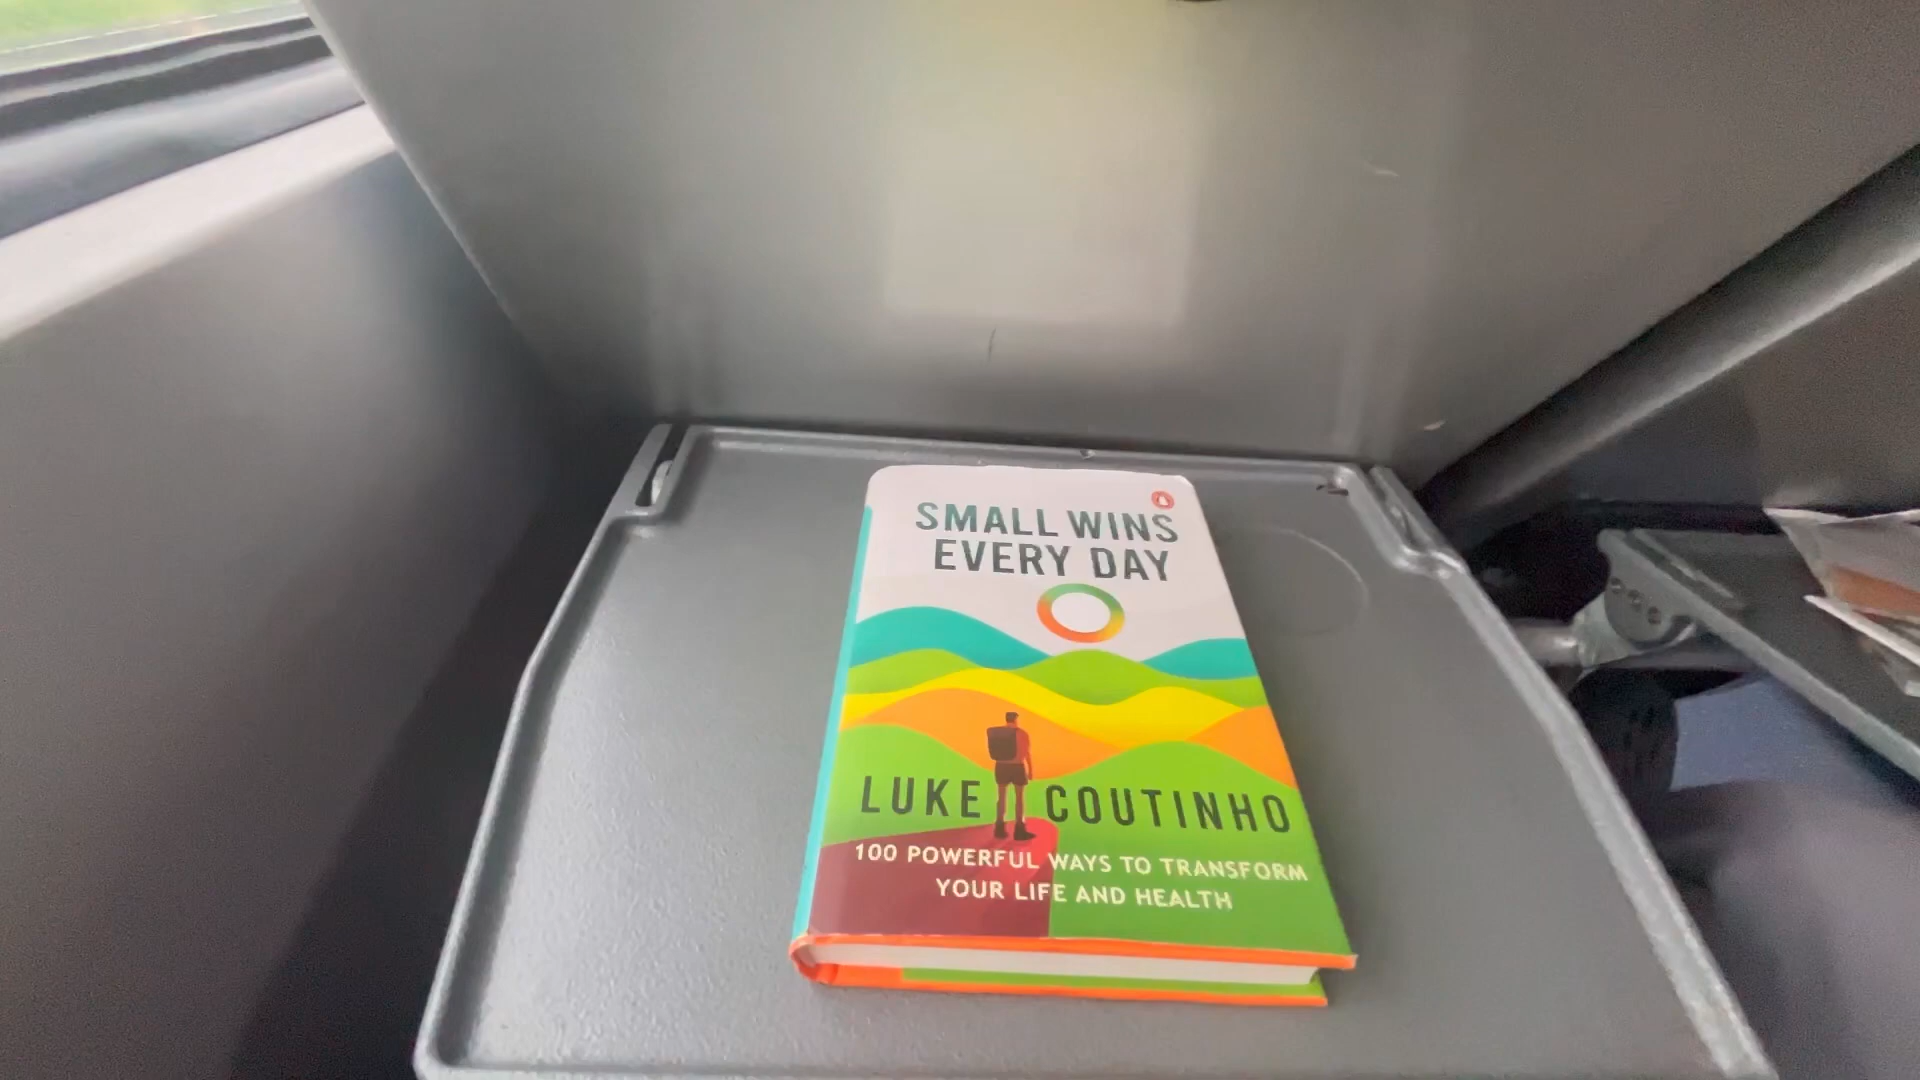 SMALL WINS
EVERY DAY
LUKE COUTINHO
100 POWERFUL WAYS TO TRANSFORM
YOUR LIFE AND HEALTH